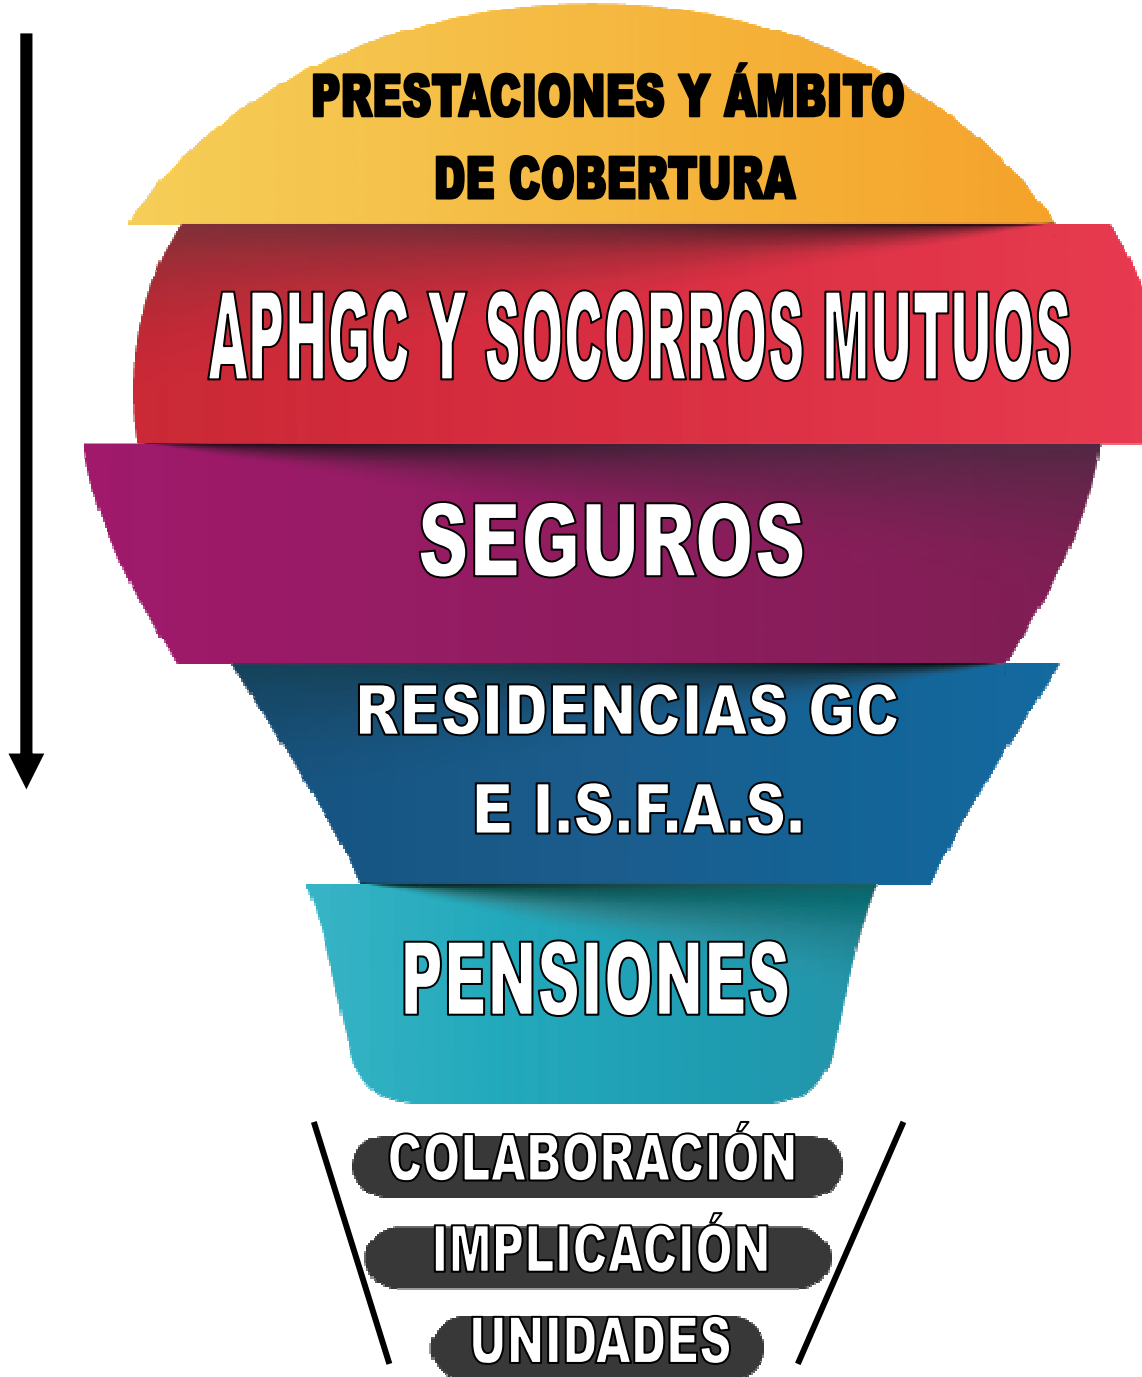 PRESTACIONES Y ÁMBITO
DE COBERTURA
APHGC Y SOCORROS MUTUOS
SEGUROS
RESIDENCIAS GC
E I.S.F.A.S.
PENSIONES
COLABORACIÓN
IMPLICACIÓN
UNIDADES